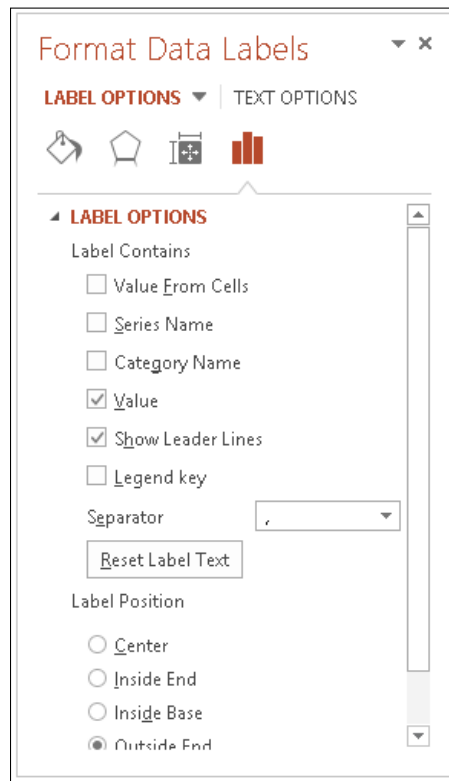 Format Data Labels
LABEL OPTIONS TEXT OPTIONS
LABEL OPTIONS
Label Contains
Value From Cells
Series Name
Category Name
Value
Show Leader Lines
Legend key
Separator ,
Reset Label Text
Label Position
Center
Inside End
Inside Base
Outside End